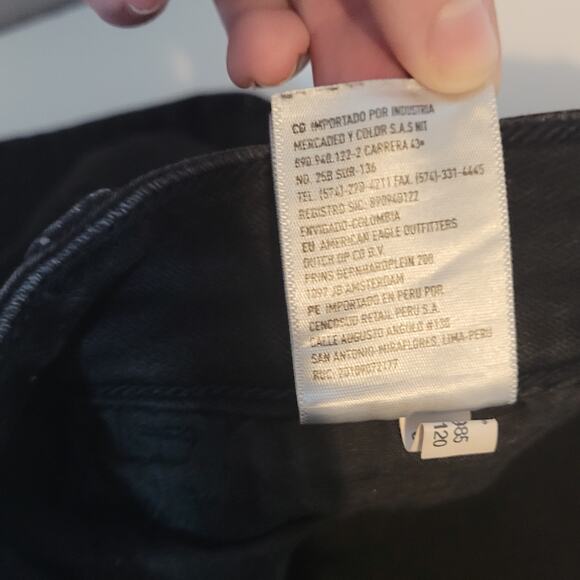 CO IMPORTADO POR INDUSTRIA
MERCADEO Y COLOR S.A.S NIT
890.940.122-2 CARRERA 43ª
NO. 25B SUR-136
TEL. (574)-270-4211 FAX. (574)-331-4445
REGISTRO SIC: 890940122
ENVIGADO-COLOMBIA
EU AMERICAN EAGLE OUTFITTERS
DUTCH OP CO B.V.
PRINS BERNHARDPLEIN 200
1097 JB AMSTERDAM
PE IMPORTADO EN PERU POR
CENCOSUD RETAIL PERU S.A.
CALLE AUGUSTO ANGULO #130
SAN ANTONIO-MIRAFLORES, LIMA-PERU
RUC: 20109072177
986
120